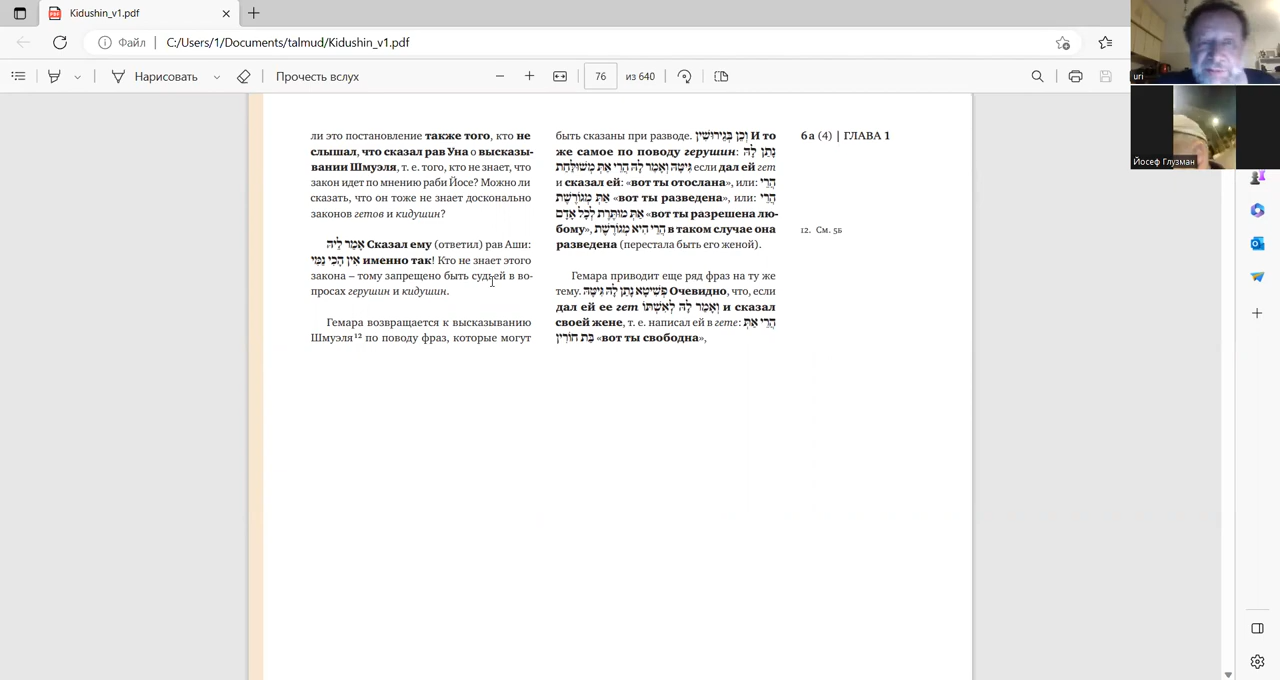 Kidushin_v1.pdf
Файл
C:/Users/1/Documents/talmud/Kidushin_v1.pdf
Нарисовать
Прочесть вслух
76
из 640
uri
Йосеф Глузман
ли это постановление также того, кто не
слышал, что сказал рав Уна о высказы-
вании Шмуэля, т. е. того, кто не знает, что
закон идет по мнению раби Йосе? Можно ли
сказать, что он тоже не знает досконально
законов гетов и кидушин?
אָמַר לֵיהּ Сказал ему (ответил) рав Аши:
אִין הָכִי נַמִּי именно так! Кто не знает этого
закона – тому запрещено быть судьей в во-
просах герушин и кидушин.
Гемара возвращается к высказыванию
Шмуэля12 по поводу фраз, которые могут
быть сказаны при разводе. וְכֵן בְּגֵירוּשִׁין И то
же самое по поводу герушин: נָתַן לָהּ
גִּיטָּהּ וְאָמַר לָהּ הֲרֵי אַתְּ מְשׁוּלַּחַת если дал ей гет
и сказал ей: «вот ты отослана», или: הֲרֵי
אַתְּ מְגוֹרֶשֶׁת «вот ты разведена», или: הֲרֵי
אַתְּ מוּתֶּרֶת לְכָל אָדָם «вот ты разрешена лю-
бому», הֲרֵי הִיא מְגוֹרֶשֶׁת в таком случае она
разведена (перестала быть его женой).
Гемара приводит еще ряд фраз на ту же
тему. פְּשִׁיטָא נָתַן לָהּ גִּיטָּהּ Очевидно, что, если
дал ей ее гет וְאָמַר לָהּ לְאִשְׁתּוֹ и сказал
своей жене, т. е. написал ей в гете: הֲרֵי אַתְּ
בַּת חוֹרִין «вот ты свободна»,
6а (4) | ГЛАВА 1
12. См. 5Б